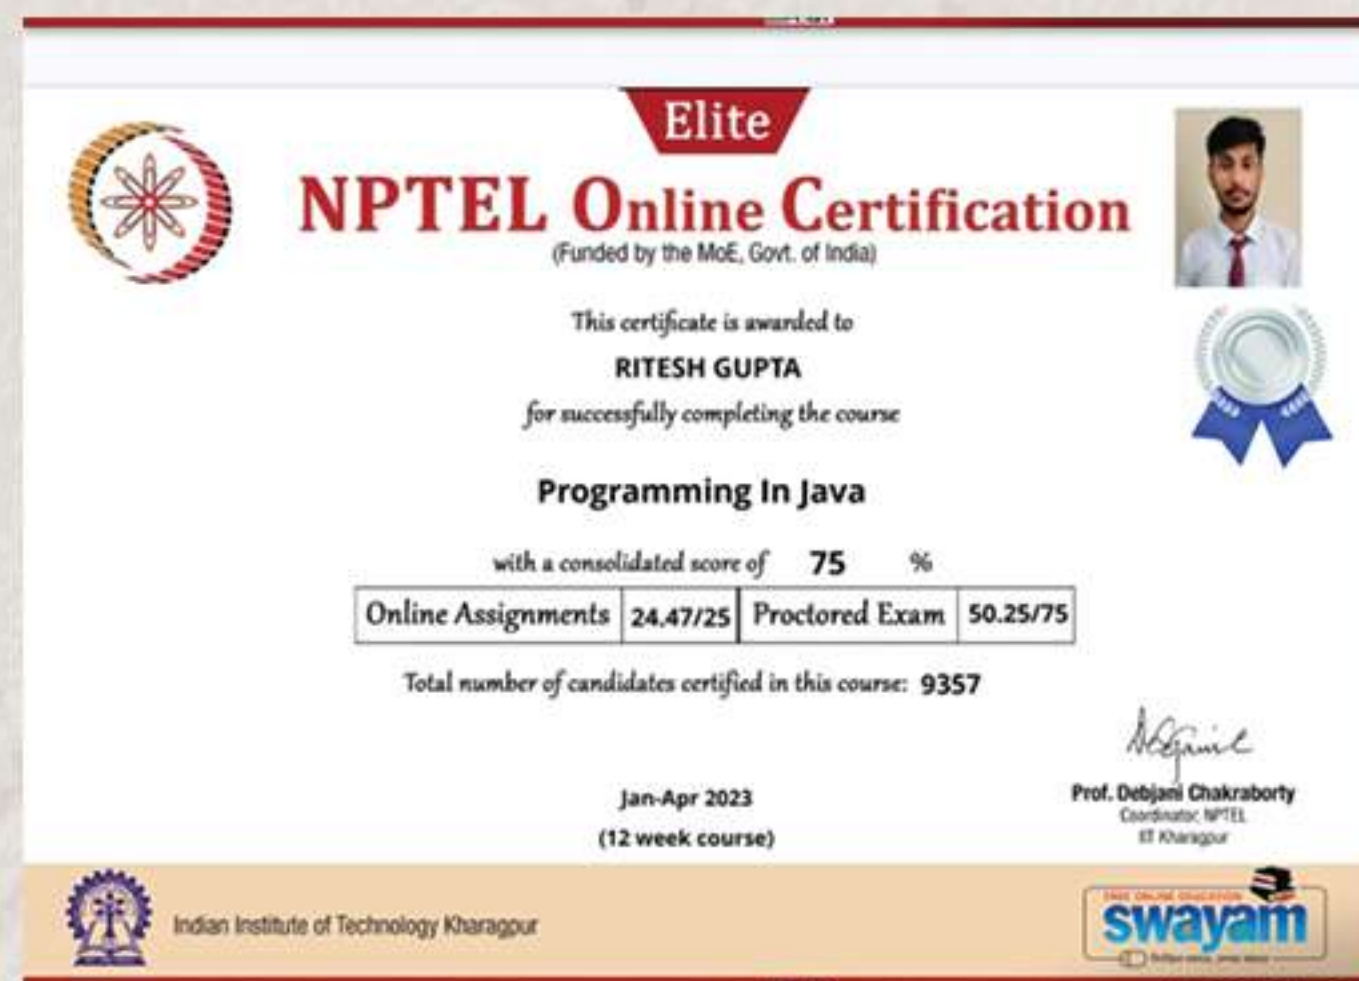 Elite
NPTEL Online Certification
(Funded by the MoE, Govt. of India)
This certificate is awarded to
RITESH GUPTA
for successfully completing the course
Programming In Java
with a consolidated score of 75 %
Online Assignments 24.47/25 Proctored Exam 50.25/75
Total number of candidates certified in this course: 9357
Jan-Apr 2023
(12 week course)
Prof. Debjani Chakraborty
Coordinator, NPTEL
IIT Kharagpur
Indian Institute of Technology Kharagpur
FREE ONLINE EDUCATION
swayam